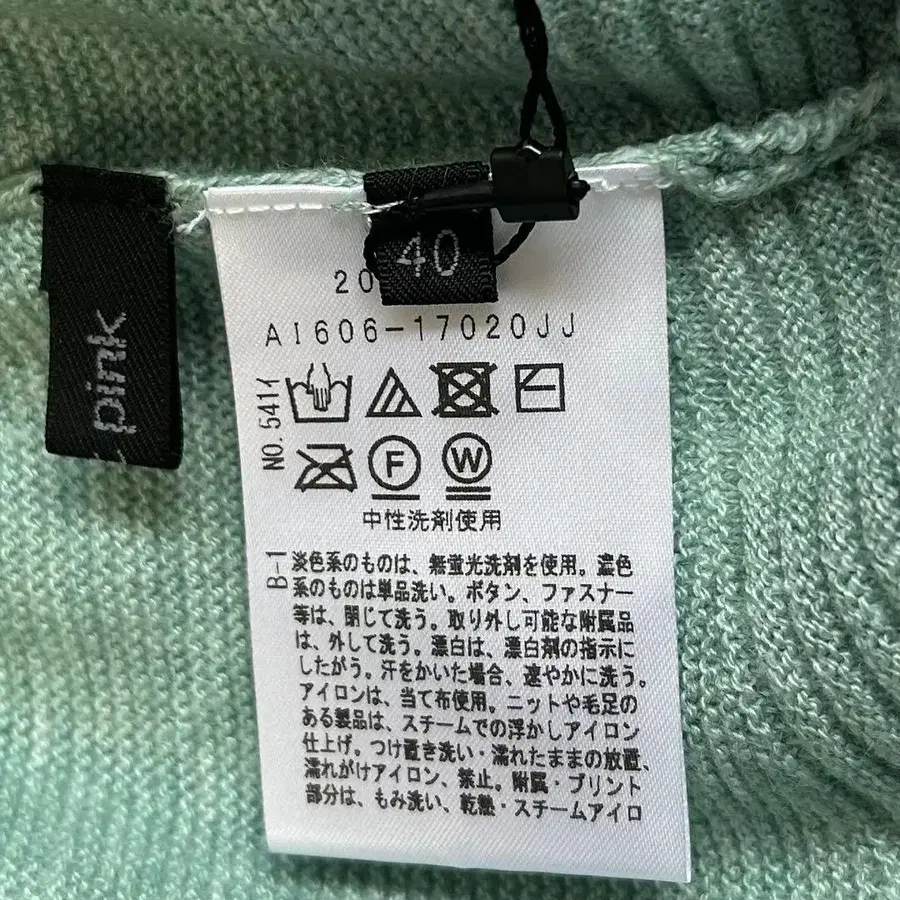 pink
40
20
AI606-17020JJ
NO.541イ
F
W
中性洗剤使用
B-1
淡色系のものは、無蛍光洗剤を使用。濃色
系のものは単品洗い。ボタン、ファスナー
等は、閉じて洗う。取り外し可能な附属品
は、外して洗う。漂白は、漂白剤の指示に
したがう。汗をかいた場合、速やかに洗う。
アイロンは、当て布使用。ニットや毛足の
ある製品は、スチームでの浮かしアイロン
仕上げ。つけ置き洗い・濡れたままの放置、
濡れがけアイロン、禁止。附属・プリント
部分は、もみ洗い、乾熱・スチームアイロ